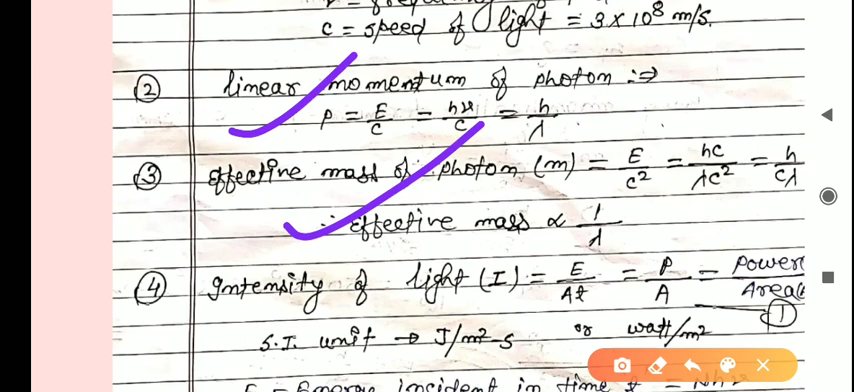 c = speed of light = 3 × 10⁸ m/s.
② linear momentum of photon :⇒
P = E/c = hν/c = h/λ
③ effective mass of photon (m) = E/c² = hc/λc² = h/cλ
∴ effective mass ∝ 1/λ
④ Intensity of light (I) = E/At = P/A = Power/Area ①
S.I. unit → J/m²-s or watt/m²